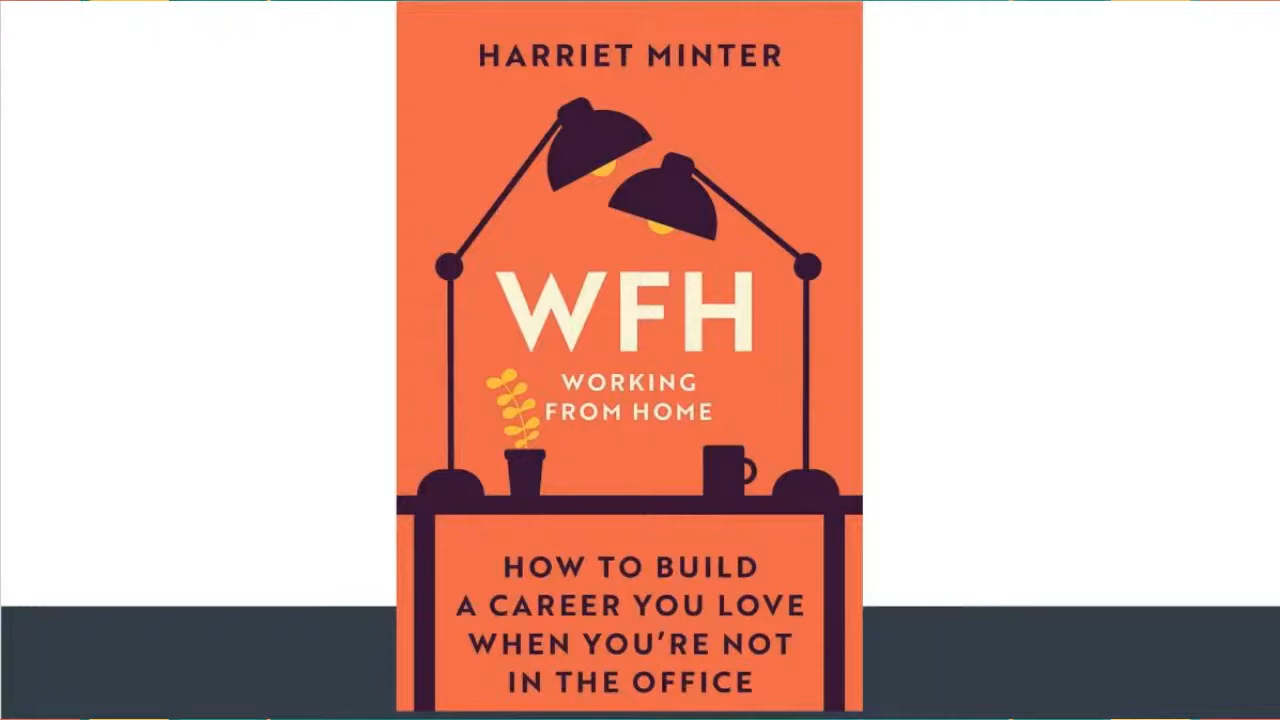 HARRIET MINTER
WFH
WORKING
FROM HOME
HOW TO BUILD
A CAREER YOU LOVE
WHEN YOU'RE NOT
IN THE OFFICE